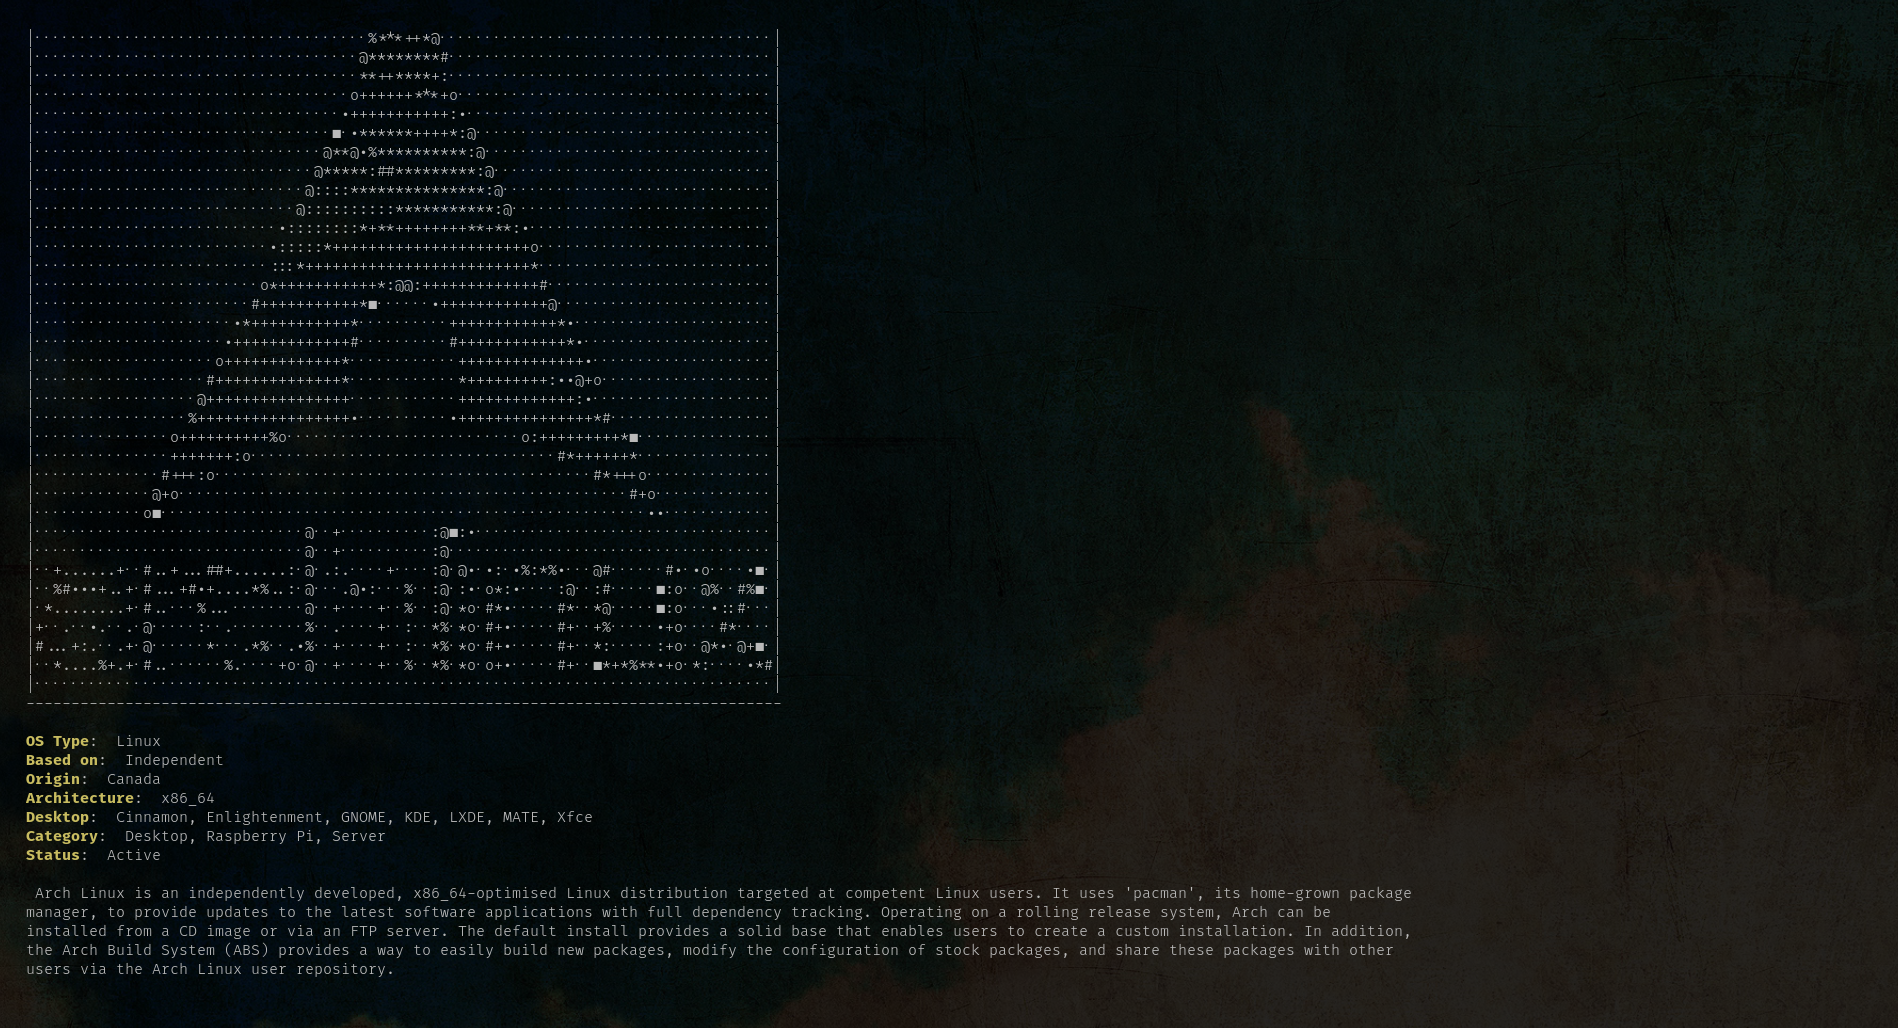 OS Type:  Linux
Based on:  Independent
Origin:  Canada
Architecture:  x86_64
Desktop:  Cinnamon, Enlightenment, GNOME, KDE, LXDE, MATE, Xfce
Category:  Desktop, Raspberry Pi, Server
Status:  Active
Arch Linux is an independently developed, x86_64-optimised Linux distribution targeted at competent Linux users. It uses 'pacman', its home-grown package
manager, to provide updates to the latest software applications with full dependency tracking. Operating on a rolling release system, Arch can be
installed from a CD image or via an FTP server. The default install provides a solid base that enables users to create a custom installation. In addition,
the Arch Build System (ABS) provides a way to easily build new packages, modify the configuration of stock packages, and share these packages with other
users via the Arch Linux user repository.